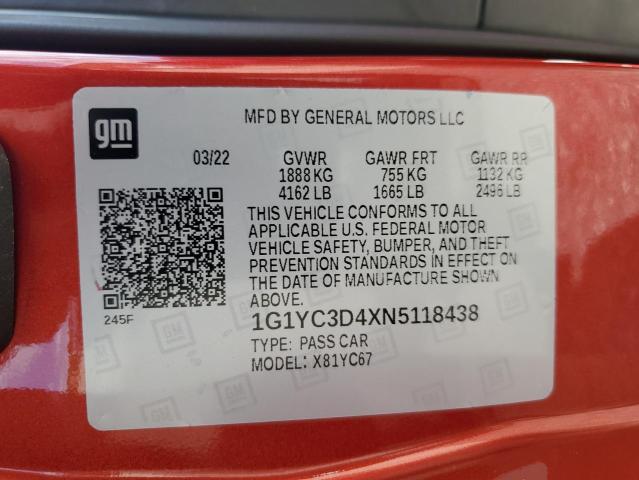 gm
MFD BY GENERAL MOTORS LLC
03/22 GVWR GAWR FRT GAWR RR
1888 KG 755 KG 1132 KG
4162 LB 1665 LB 2496 LB
THIS VEHICLE CONFORMS TO ALL
APPLICABLE U.S. FEDERAL MOTOR
VEHICLE SAFETY, BUMPER, AND THEFT
PREVENTION STANDARDS IN EFFECT ON
THE DATE OF MANUFACTURE SHOWN
ABOVE.
245F 1G1YC3D4XN5118438
TYPE: PASS CAR
MODEL: X81YC67